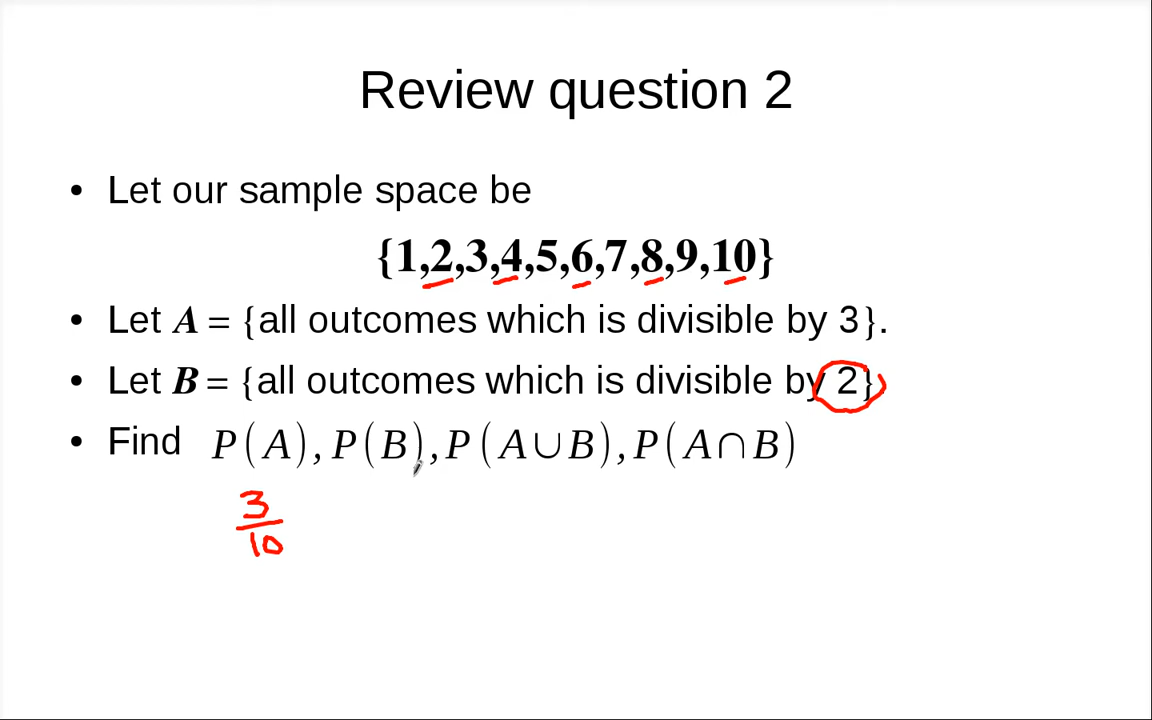 Review question 2
• Let our sample space be
{1,2,3,4,5,6,7,8,9,10}
• Let A = {all outcomes which is divisible by 3}.
• Let B = {all outcomes which is divisible by 2}
• Find P(A), P(B), P(A∪B), P(A∩B)
3
10